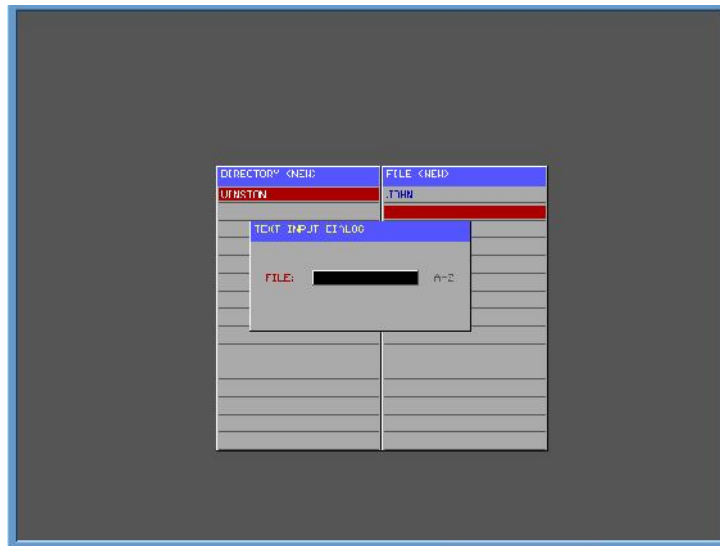 DIRECTORY <NEW>
FILE <NEW>
WINSTON
JOHN
TEXT INPUT DIALOG
FILE:
A-Z